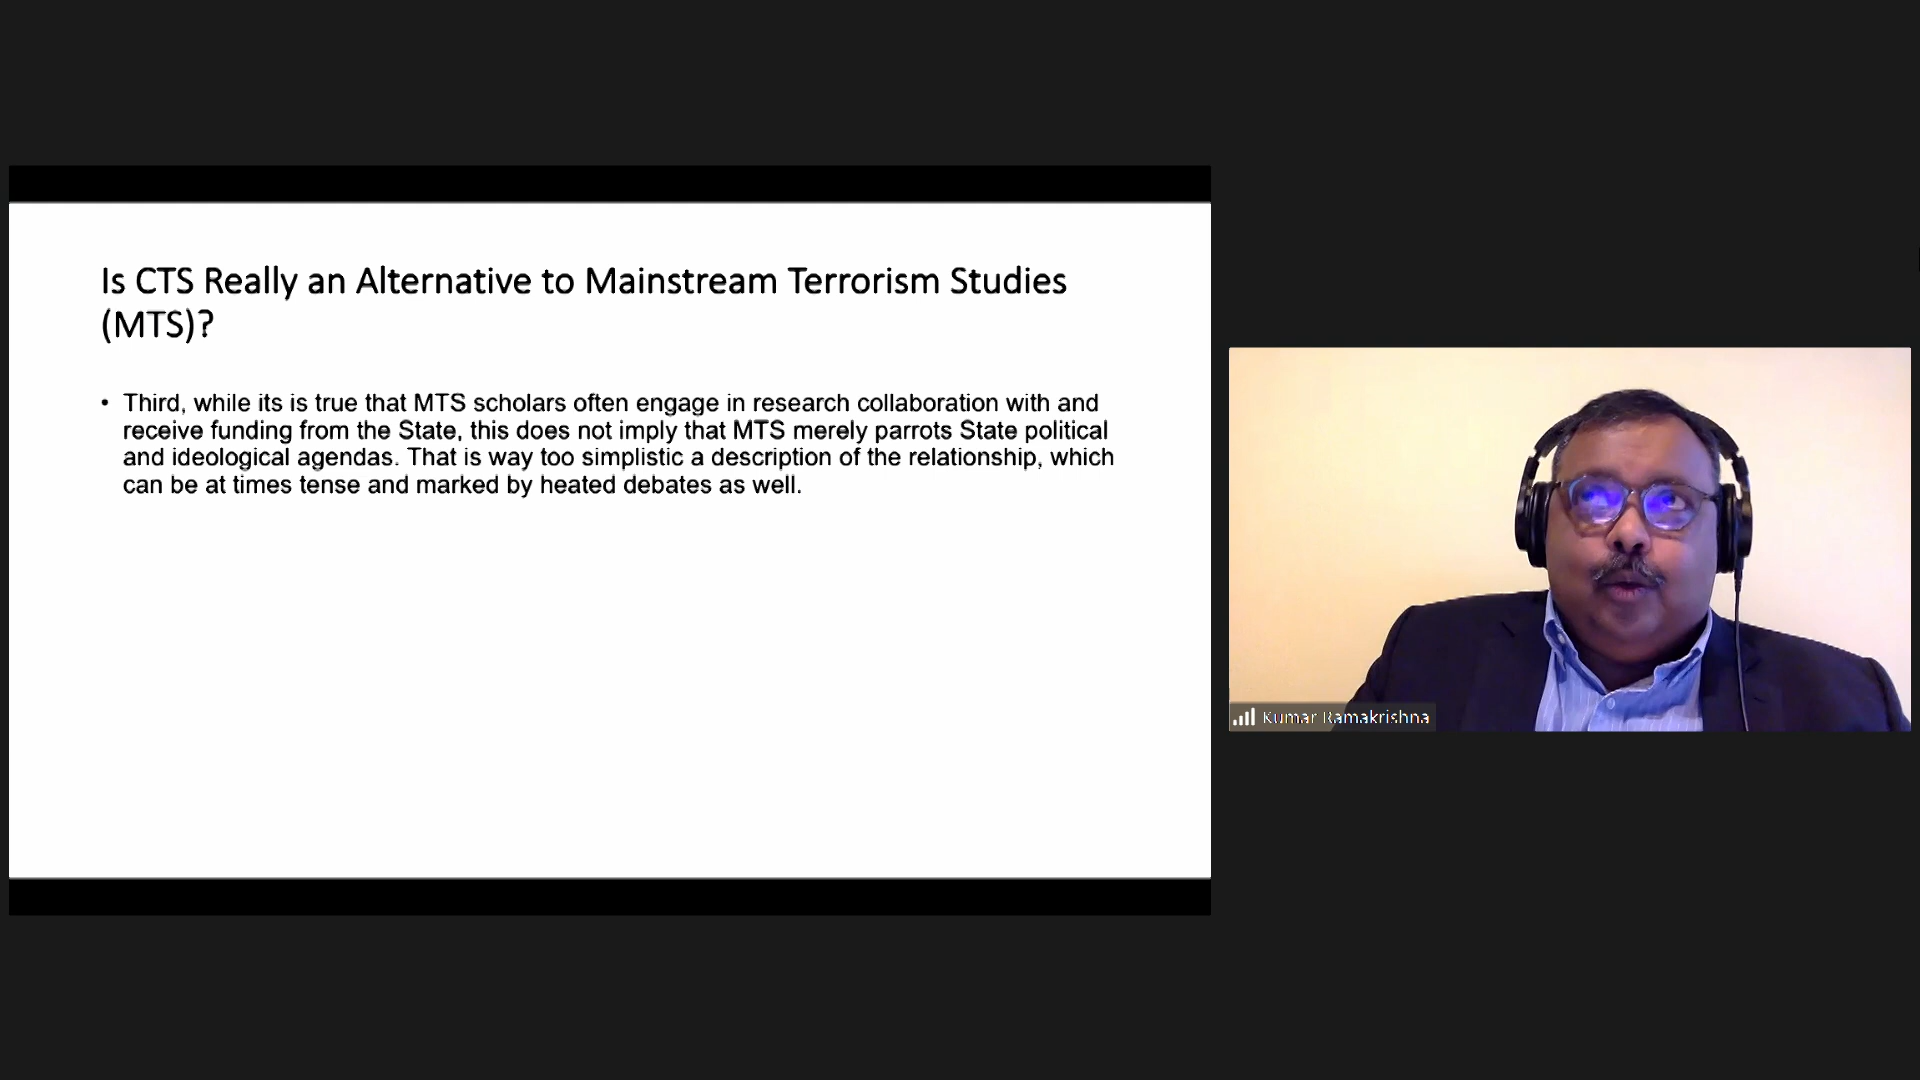 Is CTS Really an Alternative to Mainstream Terrorism Studies
(MTS)?
• Third, while its is true that MTS scholars often engage in research collaboration with and
receive funding from the State, this does not imply that MTS merely parrots State political
and ideological agendas. That is way too simplistic a description of the relationship, which
can be at times tense and marked by heated debates as well.
Kumar Ramakrishna